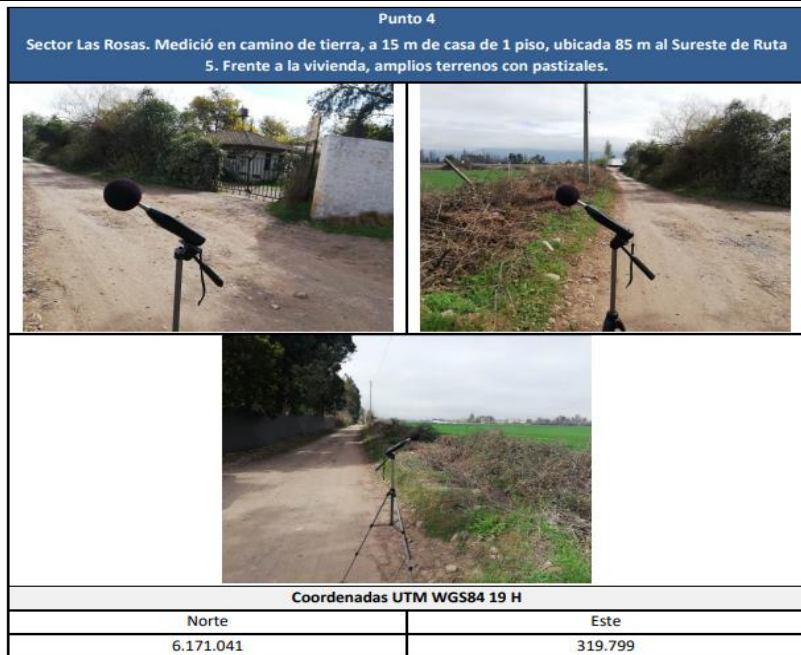 Punto 4
Sector Las Rosas. Medició en camino de tierra, a 15 m de casa de 1 piso, ubicada 85 m al Sureste de Ruta
5. Frente a la vivienda, amplios terrenos con pastizales.
Coordenadas UTM WGS84 19 H
Norte
Este
6.171.041
319.799